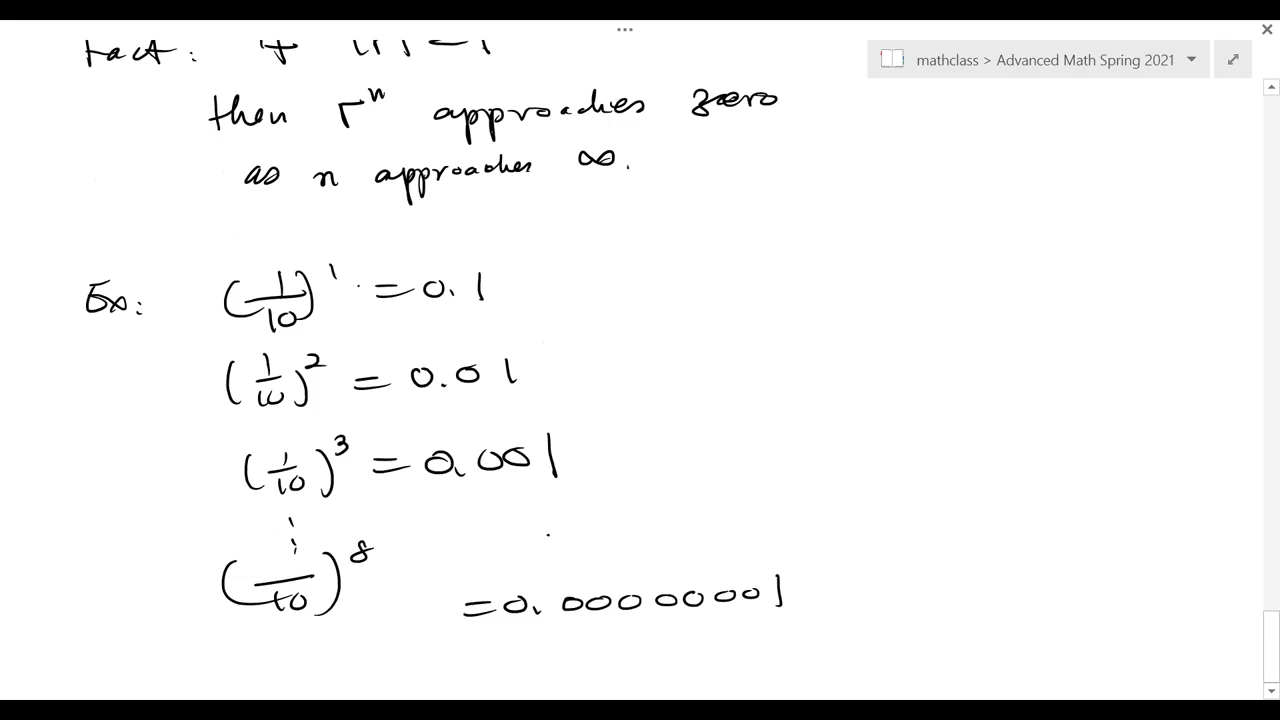 mathclass > Advanced Math Spring 2021
Fact:
then r^n approaches zero
as n approaches ∞.
Ex: (1/10)^1 = 0.1
(1/10)^2 = 0.01
(1/10)^3 = 0.001
⋮
(1/10)^8 = 0.00000001